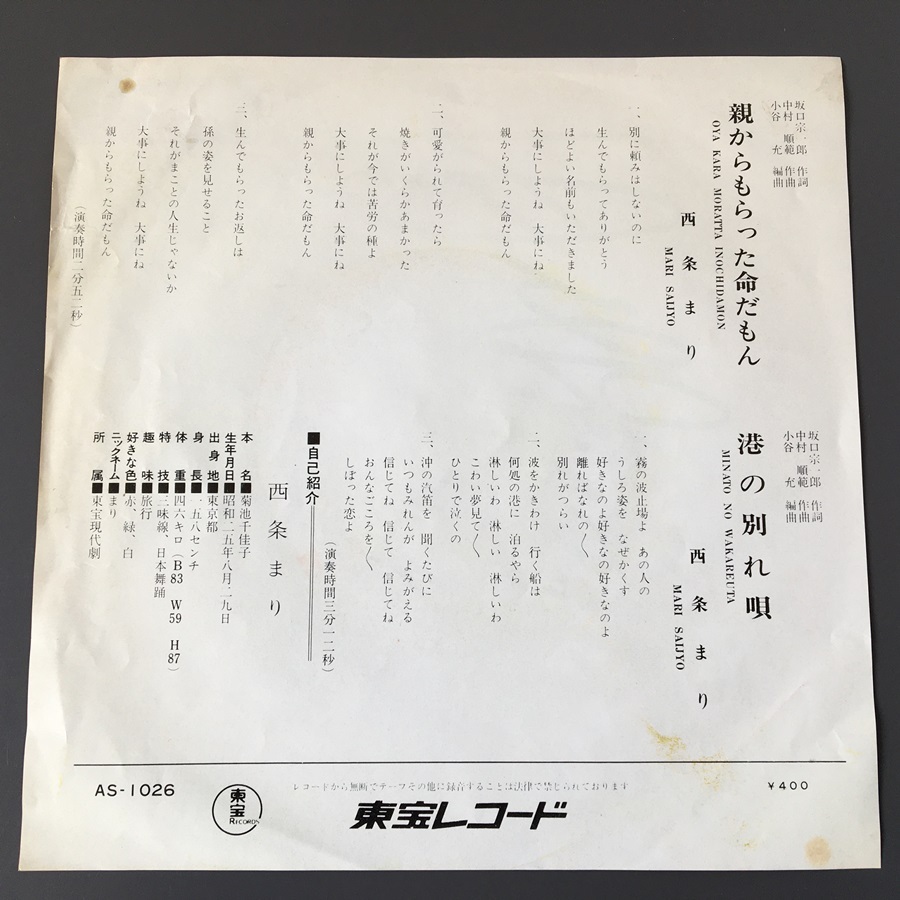 坂口宗一郎 作詞
中村 順範 作曲
小谷 充 編曲
親からもらった命だもん
OYA KARA MORATTA INOCHIDAMON
西条まり
MARI SAIJYO
一、別に頼みはしないのに
生んでもらってありがとう
ほどよい名前もいただきました
大事にしようね 大事にね
親からもらった命だもん
二、可愛がられて育ったら
焼きがいくらかあまかった
それが今では苦労の種よ
大事にしようね 大事にね
親からもらった命だもん
三、生んでもらったお返しは
孫の姿を見せること
それがまことの人生じゃないか
大事にしようね 大事にね
親からもらった命だもん
(演奏時間二分五二秒)
坂口宗一郎 作詞
中村 順範 作曲
小谷 充 編曲
港の別れ唄
MINATO NO WAKAREUTA
西条まり
MARI SAIJYO
一、霧の波止場よ あの人の
うしろ姿を なぜかくす
好きなのよ好きなの好きなのよ
離ればなれの〱
別れがつらい
二、波をかきわけ 行く船は
何処の港に 泊るやら
淋しいわ 淋しい 淋しいわ
こわい夢見て〱
ひとりで泣くの
三、沖の汽笛を 聞くたびに
いつもみれんが よみがえる
信じてね 信じて 信じてね
おんなごころを〱
しばった恋よ
(演奏時間三分一二秒)
■自己紹介
西条まり
本名■菊池千佳子
生年月日■昭和二五年八月二九日
出身地■東京都
身長■一五八センチ
体重■四六キロ(B83 W59 H87)
特技■三味線、日本舞踊
趣味■旅行
好きな色■赤、緑、白
ニックネーム■まり
所属■東宝現代劇
AS-1026
東宝
RECORDS
レコードから無断でテープその他に録音することは法律で禁じられております
東宝レコード
¥400